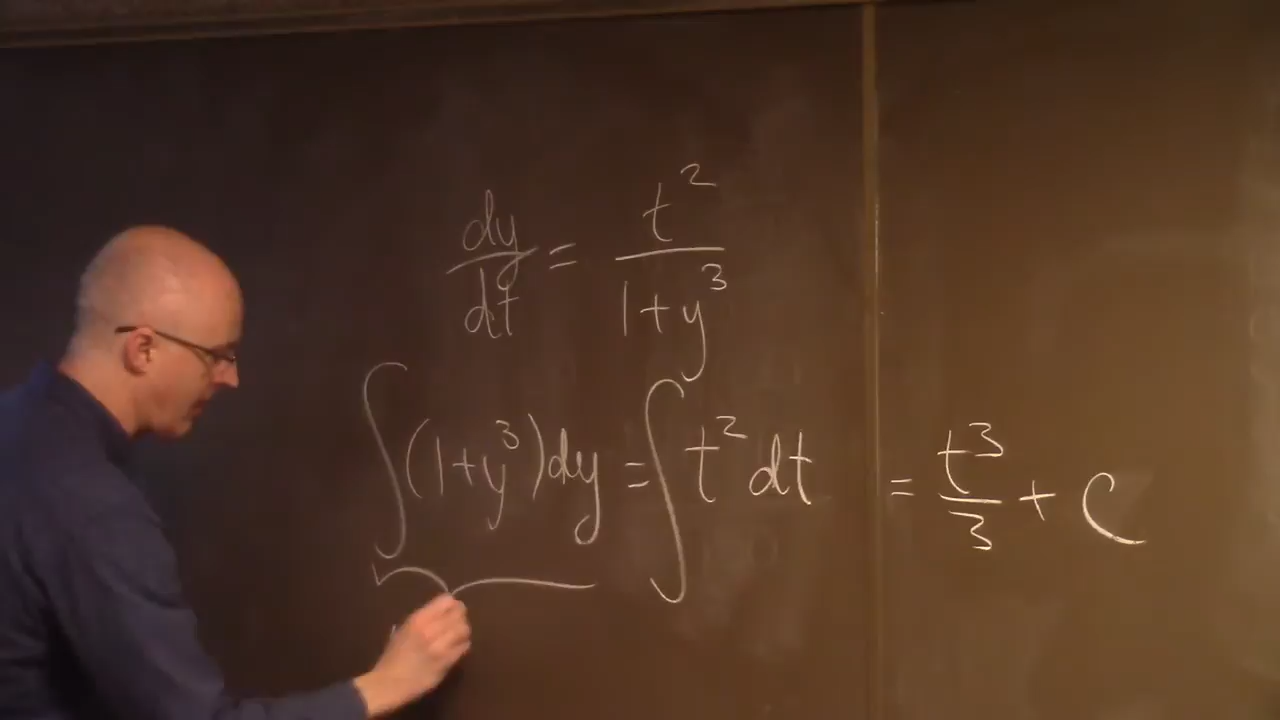 dy/dt = t²/(1+y³)
∫(1+y³)dy = ∫t² dt = t³/3 + C